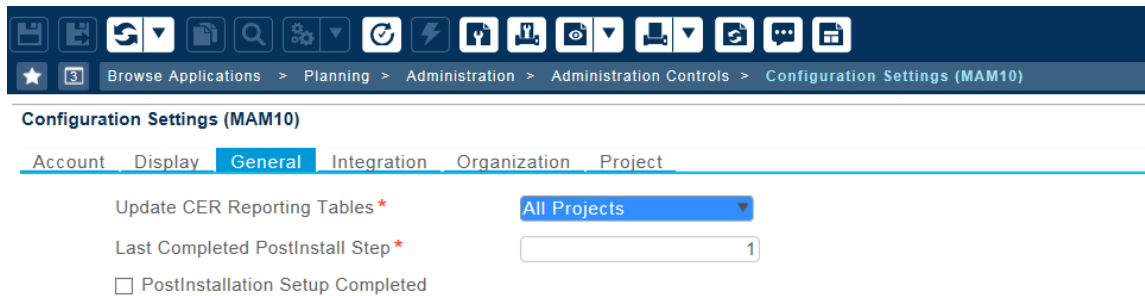 3 Browse Applications > Planning > Administration > Administration Controls > Configuration Settings (MAM10)
Configuration Settings (MAM10)
Account Display General Integration Organization Project
Update CER Reporting Tables * All Projects
Last Completed PostInstall Step * 1
PostInstallation Setup Completed